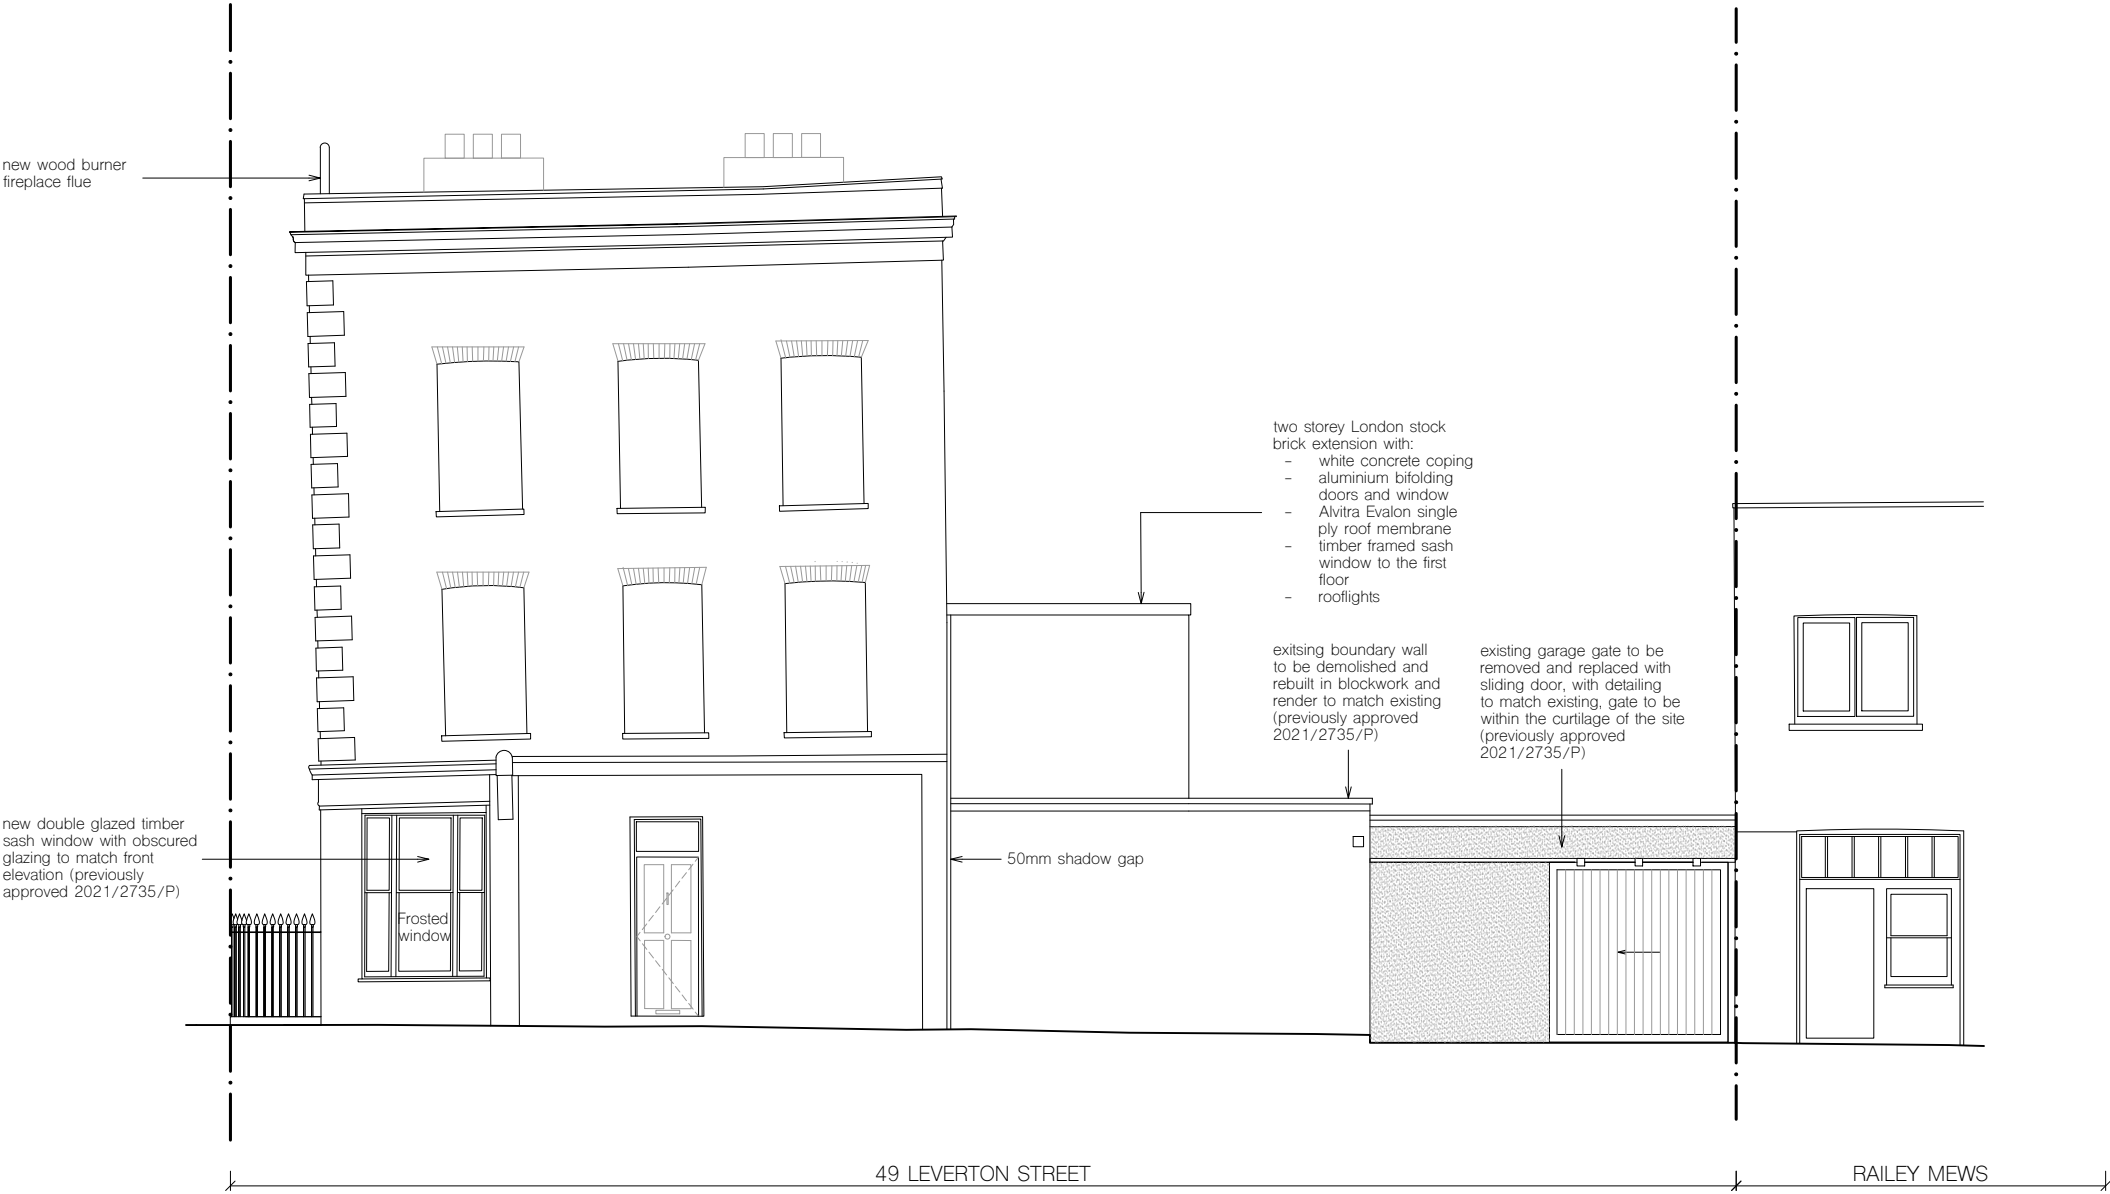 new wood burner
fireplace flue
two storey London stock
brick extension with:
- white concrete coping
- aluminium bifolding
doors and window
- Alvitra Evalon single
ply roof membrane
- timber framed sash
window to the first
floor
- rooflights
exitsing boundary wall
to be demolished and
rebuilt in blockwork and
render to match existing
(previously approved
2021/2735/P)
existing garage gate to be
removed and replaced with
sliding door, with detailing
to match existing, gate to be
within the curtilage of the site
(previously approved
2021/2735/P)
new double glazed timber
sash window with obscured
glazing to match front
elevation (previously
approved 2021/2735/P)
50mm shadow gap
Frosted
window
49 LEVERTON STREET
RAILEY MEWS